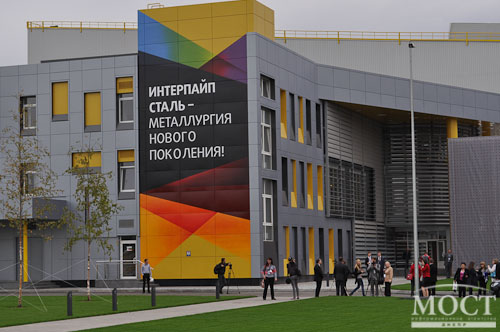 ИНТЕРПАЙП
СТАЛЬ –
МЕТАЛЛУРГИЯ
НОВОГО
ПОКОЛЕНИЯ!
МОСТ
ДНЕПР